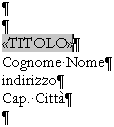 ¶
¶
«TITOLO»¶
Cognome·Nome¶
indirizzo¶
Cap.·Città¶
¶